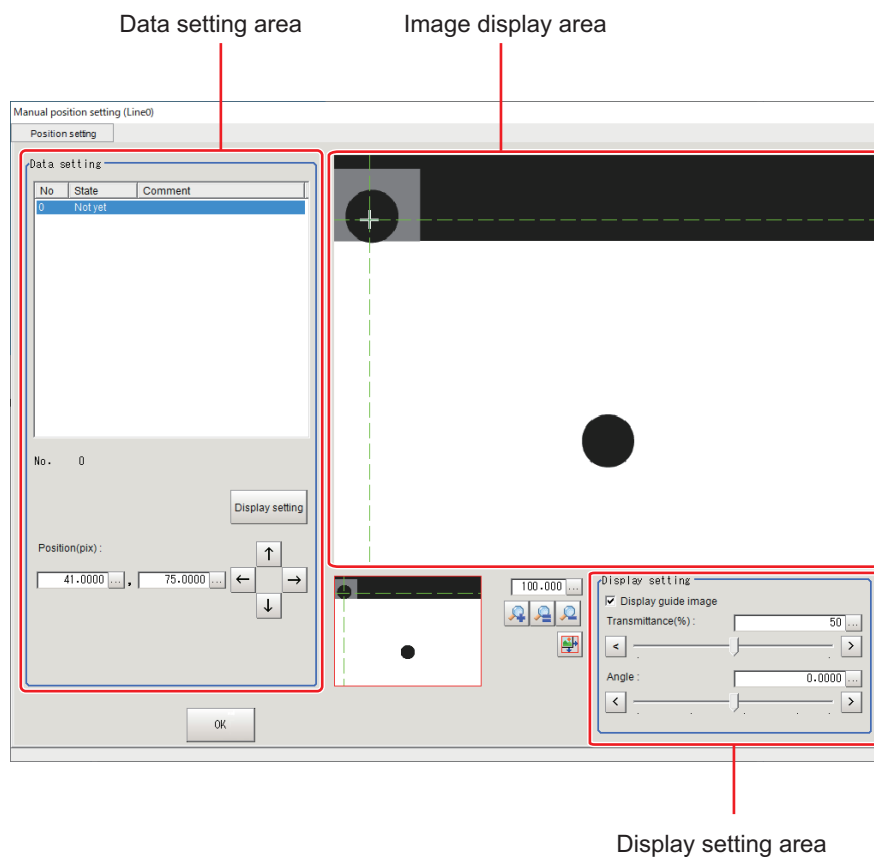 Data setting area
Image display area
Manual position setting (Line0)
Position setting
Data setting
No State Comment
0 Not yet
No. 0
Display setting
Position(pix) :
41.0000 ... , 75.0000 ...
↑
← →
↓
OK
100.000 ...
Display setting
Display guide image
Transmittance(%) : 50 ...
< >
Angle : 0.0000 ...
< >
Display setting area